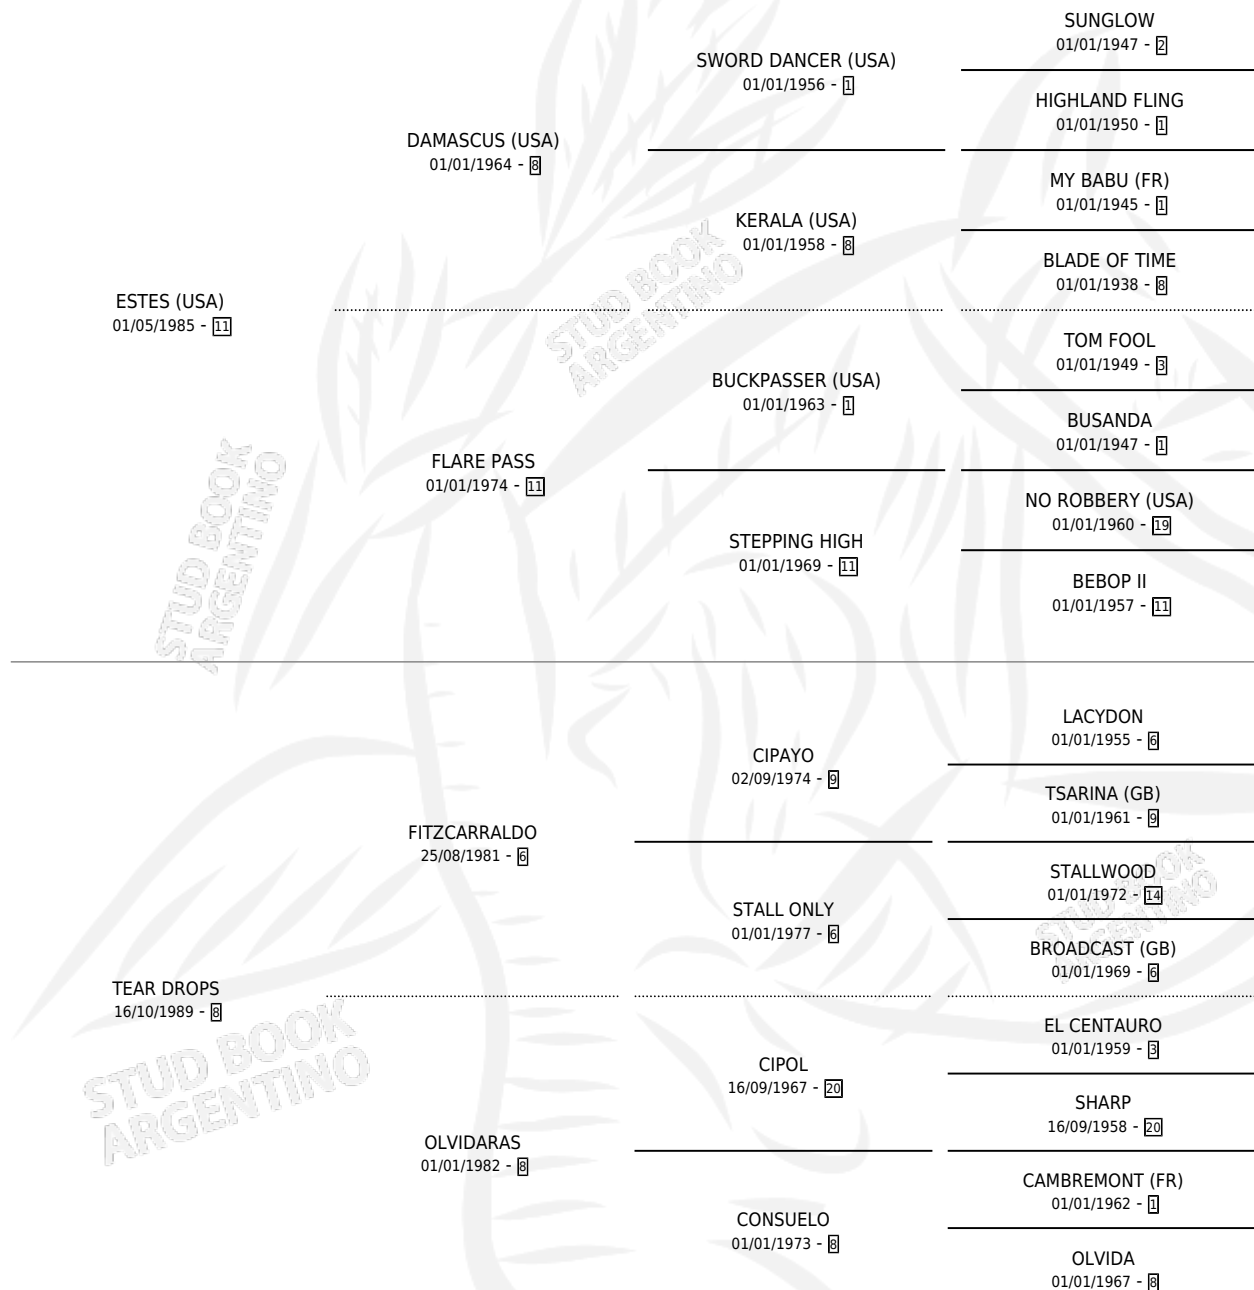 SUNGLOW
01/01/1947 - 2
SWORD DANCER (USA)
01/01/1956 - 1
HIGHLAND FLING
01/01/1950 - 1
DAMASCUS (USA)
01/01/1964 - 8
MY BABU (FR)
01/01/1945 - 1
KERALA (USA)
01/01/1958 - 8
BLADE OF TIME
01/01/1938 - 8
ESTES (USA)
01/05/1985 - 11
STUD BOOK
ARGENTINO
TOM FOOL
01/01/1949 - 3
BUCKPASSER (USA)
01/01/1963 - 1
BUSANDA
01/01/1947 - 1
FLARE PASS
01/01/1974 - 11
STUD BOOK
ARGENTINO
NO ROBBERY (USA)
01/01/1960 - 19
STEPPING HIGH
01/01/1969 - 11
BEBOP II
01/01/1957 - 11
LACYDON
01/01/1955 - 6
CIPAYO
02/09/1974 - 9
TSARINA (GB)
01/01/1961 - 9
FITZCARRALDO
25/08/1981 - 6
STALLWOOD
01/01/1972 - 14
STUD BOOK
ARGENTINO
STALL ONLY
01/01/1977 - 6
BROADCAST (GB)
01/01/1969 - 6
TEAR DROPS
16/10/1989 - 8
STUD BOOK
ARGENTINO
EL CENTAURO
01/01/1959 - 3
CIPOL
16/09/1967 - 20
SHARP
16/09/1958 - 20
OLVIDARAS
01/01/1982 - 8
CAMBREMONT (FR)
01/01/1962 - 1
CONSUELO
01/01/1973 - 8
OLVIDA
01/01/1967 - 8